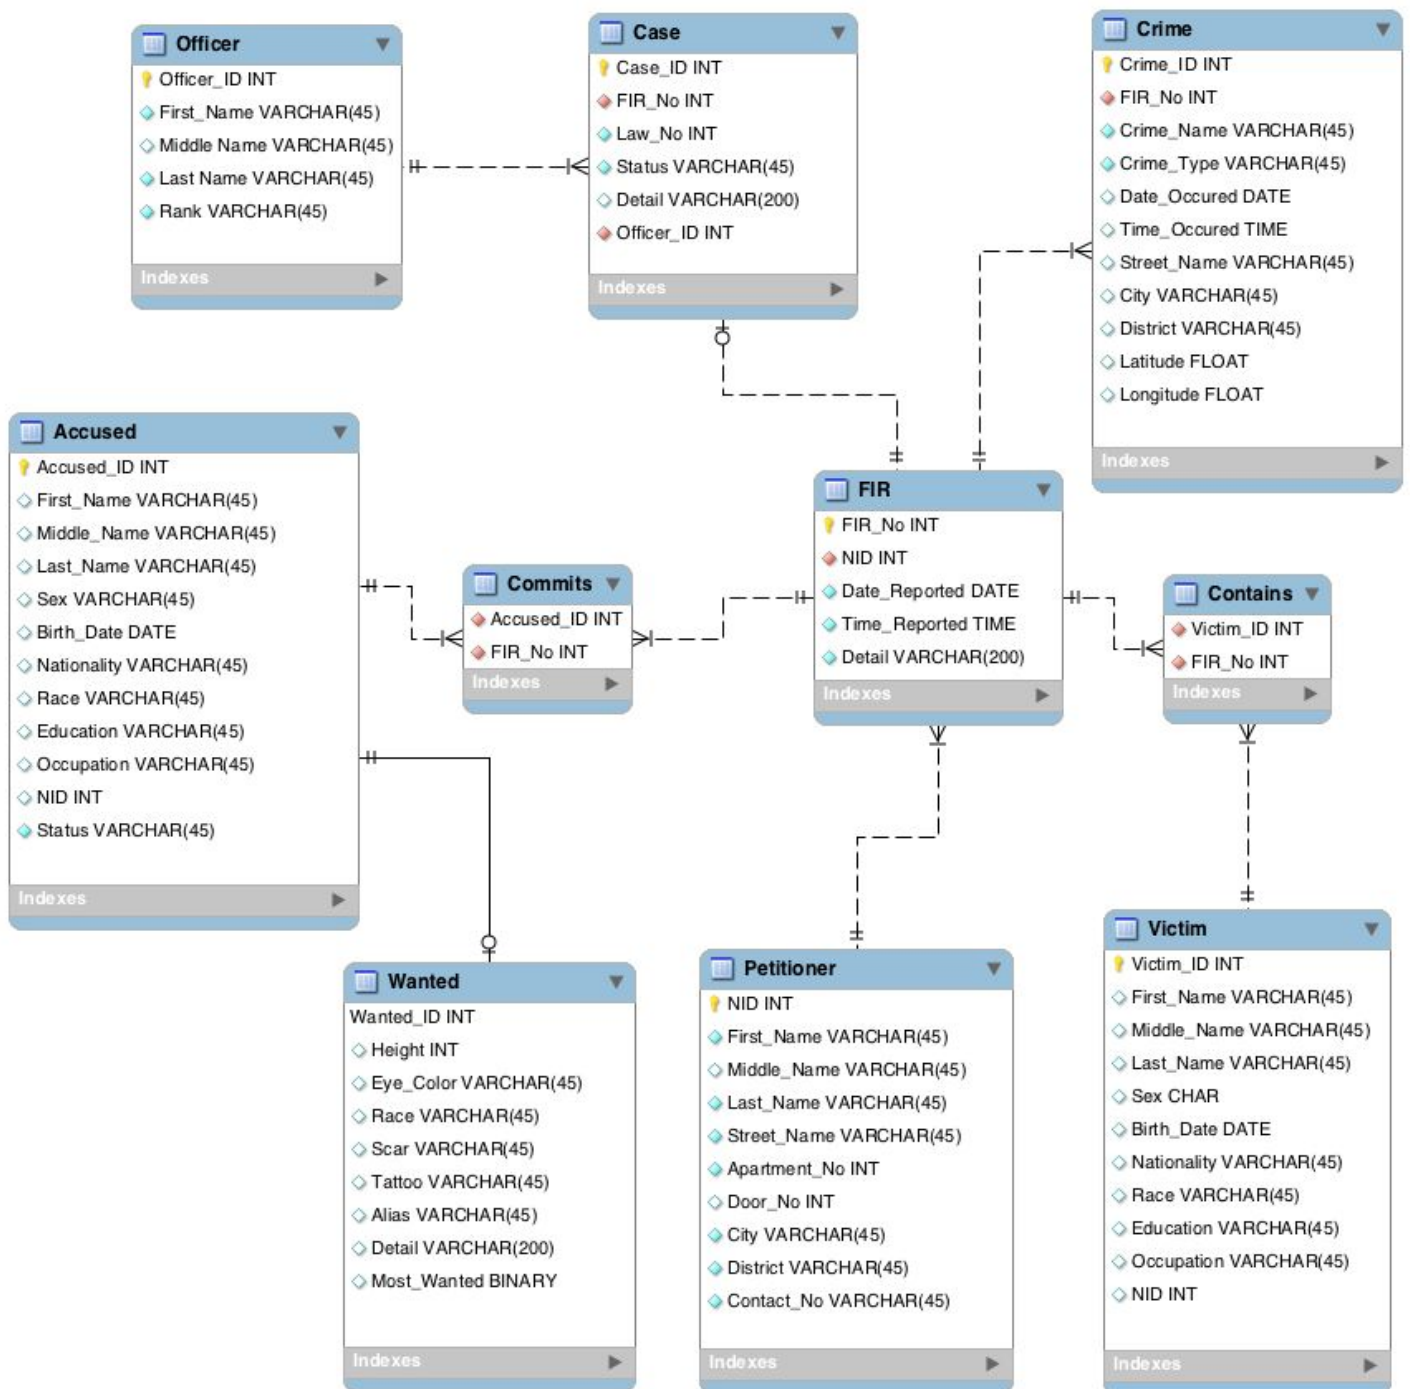 Officer
Officer_ID INT
First_Name VARCHAR(45)
Middle Name VARCHAR(45)
Last Name VARCHAR(45)
Rank VARCHAR(45)
Indexes
Case
Case_ID INT
FIR_No INT
Law_No INT
Status VARCHAR(45)
Detail VARCHAR(200)
Officer_ID INT
Indexes
Crime
Crime_ID INT
FIR_No INT
Crime_Name VARCHAR(45)
Crime_Type VARCHAR(45)
Date_Occured DATE
Time_Occured TIME
Street_Name VARCHAR(45)
City VARCHAR(45)
District VARCHAR(45)
Latitude FLOAT
Longitude FLOAT
Indexes
Accused
Accused_ID INT
First_Name VARCHAR(45)
Middle_Name VARCHAR(45)
Last_Name VARCHAR(45)
Sex VARCHAR(45)
Birth_Date DATE
Nationality VARCHAR(45)
Race VARCHAR(45)
Education VARCHAR(45)
Occupation VARCHAR(45)
NID INT
Status VARCHAR(45)
Indexes
Commits
Accused_ID INT
FIR_No INT
Indexes
FIR
FIR_No INT
NID INT
Date_Reported DATE
Time_Reported TIME
Detail VARCHAR(200)
Indexes
Contains
Victim_ID INT
FIR_No INT
Indexes
Wanted
Wanted_ID INT
Height INT
Eye_Color VARCHAR(45)
Race VARCHAR(45)
Scar VARCHAR(45)
Tattoo VARCHAR(45)
Alias VARCHAR(45)
Detail VARCHAR(200)
Most_Wanted BINARY
Indexes
Petitioner
NID INT
First_Name VARCHAR(45)
Middle_Name VARCHAR(45)
Last_Name VARCHAR(45)
Street_Name VARCHAR(45)
Apartment_No INT
Door_No INT
City VARCHAR(45)
District VARCHAR(45)
Contact_No VARCHAR(45)
Indexes
Victim
Victim_ID INT
First_Name VARCHAR(45)
Middle_Name VARCHAR(45)
Last_Name VARCHAR(45)
Sex CHAR
Birth_Date DATE
Nationality VARCHAR(45)
Race VARCHAR(45)
Education VARCHAR(45)
Occupation VARCHAR(45)
NID INT
Indexes